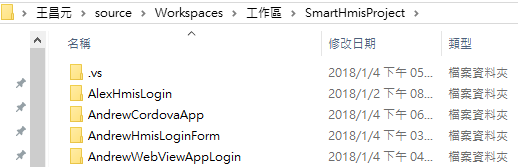 王昌元 › source › Workspaces › 工作區 › SmartHmisProject ›
名稱 修改日期 類型
.vs 2018/1/4 下午 05... 檔案資料夾
AlexHmisLogin 2018/1/2 下午 08... 檔案資料夾
AndrewCordovaApp 2018/1/4 下午 06... 檔案資料夾
AndrewHmisLoginForm 2018/1/4 下午 03... 檔案資料夾
AndrewWebViewAppLogin 2018/1/4 下午 04... 檔案資料夾